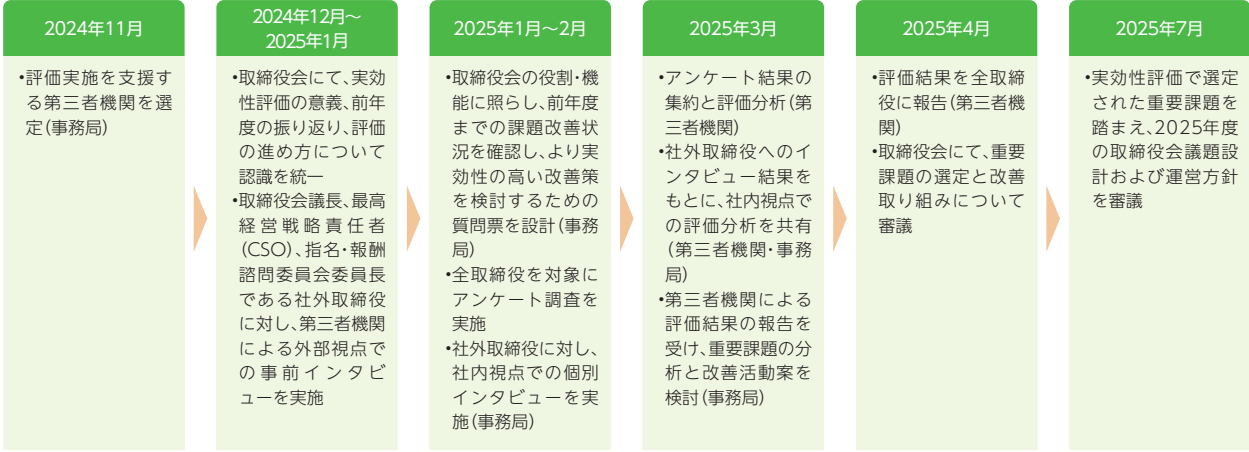 2024年11月
•評価実施を支援す
る第三者機関を選
定(事務局)
2024年12月～
2025年1月
•取締役会にて、実効
性評価の意義、前年
度の振り返り、評価
の進め方について
認識を統一
•取締役会議長、最高
経営戦略責任者
(CSO)、指名・報酬
諮問委員会委員長
である社外取締役
に対し、第三者機関
による外部視点で
の事前インタビ
ューを実施
2025年1月～2月
•取締役会の役割・機
能に照らし、前年度
までの課題改善状
況を確認し、より実
効性の高い改善策
を検討するための
質問票を設計(事務
局)
•全取締役を対象に
アンケート調査を
実施
•社外取締役に対し、
社内視点での個別
インタビューを実
施(事務局)
2025年3月
•アンケート結果の
集約と評価分析(第
三者機関)
•社外取締役へのイ
ンタビュー結果を
もとに、社内視点で
の評価分析を共有
(第三者機関・事務
局)
•第三者機関による
評価結果の報告を
受け、重要課題の分
析と改善活動案を
検討(事務局)
2025年4月
•評価結果を全取締
役に報告(第三者機
関)
•取締役会にて、重要
課題の選定と改善
取り組みについて
審議
2025年7月
•実効性評価で選定
された重要課題を
踏まえ、2025年度
の取締役会議題設
計および運営方針
を審議